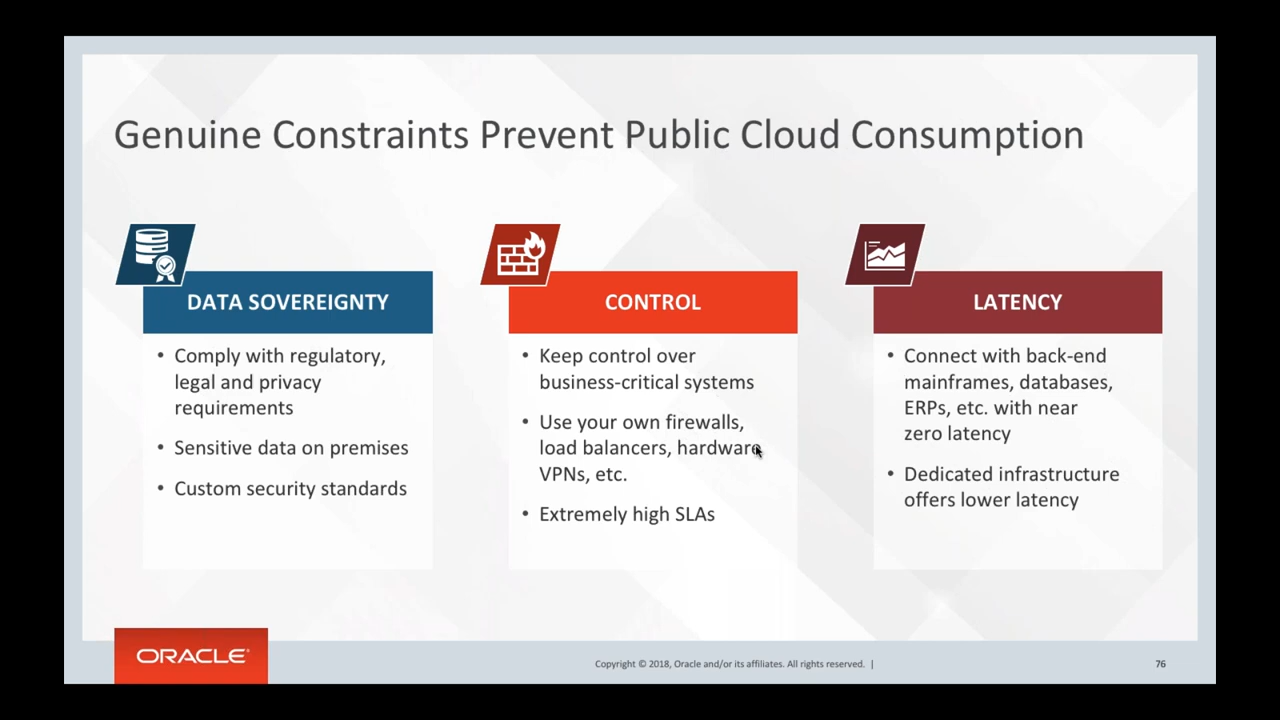 Genuine Constraints Prevent Public Cloud Consumption
DATA SOVEREIGNTY
• Comply with regulatory,
legal and privacy
requirements
• Sensitive data on premises
• Custom security standards
CONTROL
• Keep control over
business-critical systems
• Use your own firewalls,
load balancers, hardware
VPNs, etc.
• Extremely high SLAs
LATENCY
• Connect with back-end
mainframes, databases,
ERPs, etc. with near
zero latency
• Dedicated infrastructure
offers lower latency
ORACLE®
Copyright © 2018, Oracle and/or its affiliates. All rights reserved. |
76